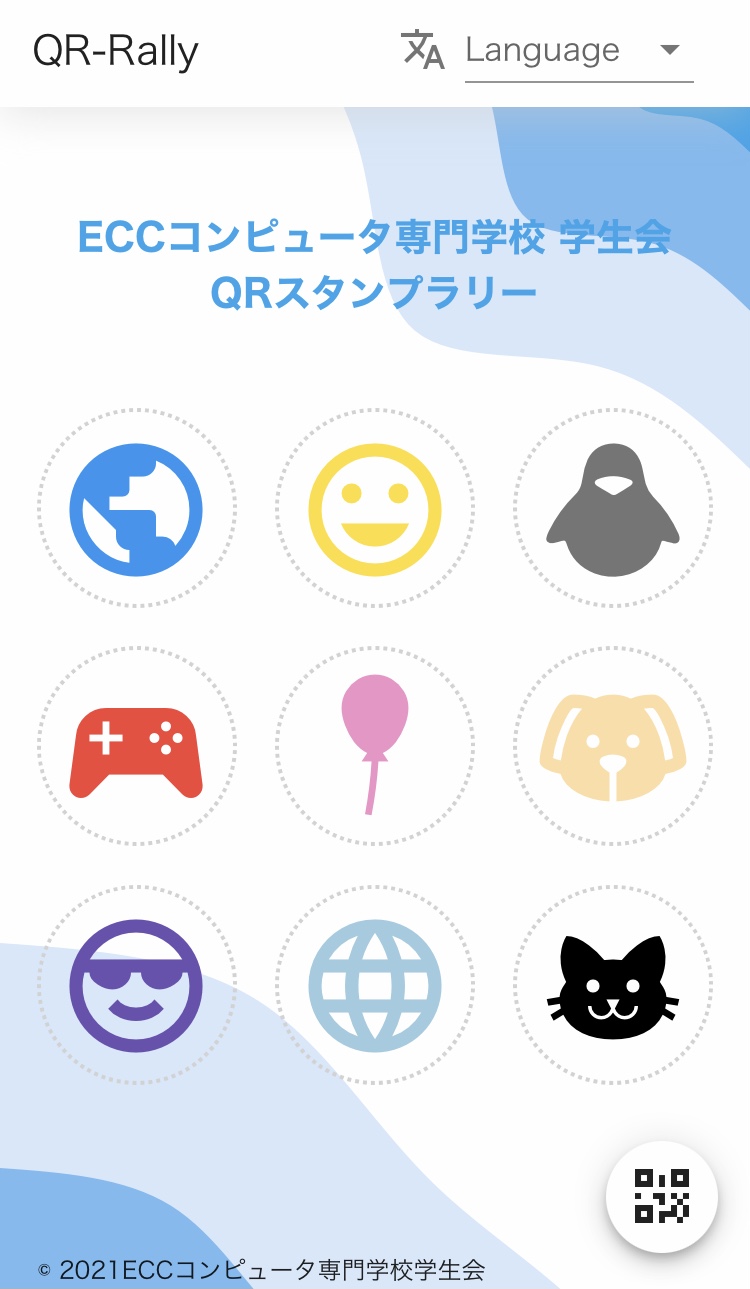 QR-Rally
Language
ECCコンピュータ専門学校 学生会
QRスタンプラリー
© 2021ECCコンピュータ専門学校学生会